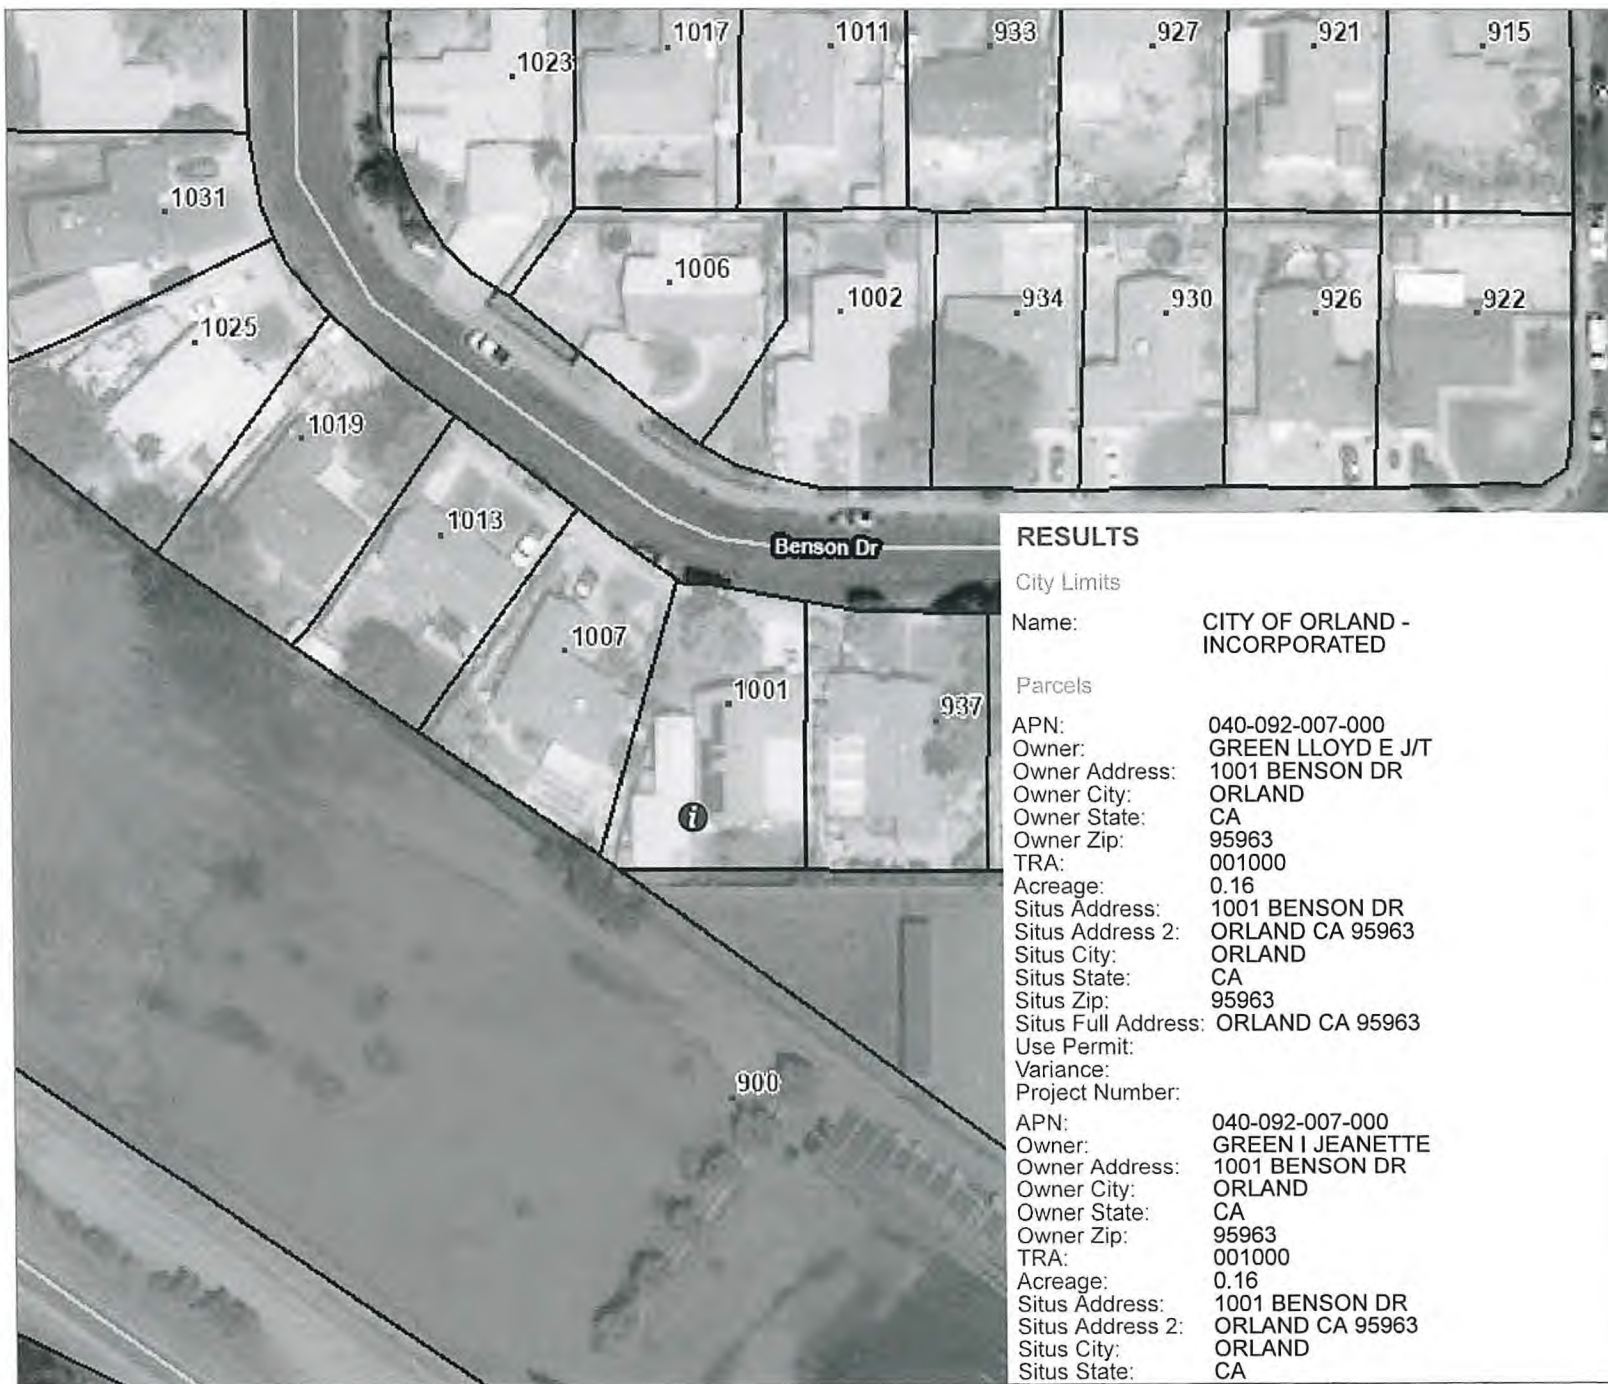 1017
1011
933
927
921
915
1023
1031
1006
1002
934
930
926
922
1025
1019
1013
Benson Dr
1007
1001
937
i
900
RESULTS
City Limits
Name: CITY OF ORLAND -
INCORPORATED
Parcels
APN: 040-092-007-000
Owner: GREEN LLOYD E J/T
Owner Address: 1001 BENSON DR
Owner City: ORLAND
Owner State: CA
Owner Zip: 95963
TRA: 001000
Acreage: 0.16
Situs Address: 1001 BENSON DR
Situs Address 2: ORLAND CA 95963
Situs City: ORLAND
Situs State: CA
Situs Zip: 95963
Situs Full Address: ORLAND CA 95963
Use Permit:
Variance:
Project Number:
APN: 040-092-007-000
Owner: GREEN I JEANETTE
Owner Address: 1001 BENSON DR
Owner City: ORLAND
Owner State: CA
Owner Zip: 95963
TRA: 001000
Acreage: 0.16
Situs Address: 1001 BENSON DR
Situs Address 2: ORLAND CA 95963
Situs City: ORLAND
Situs State: CA